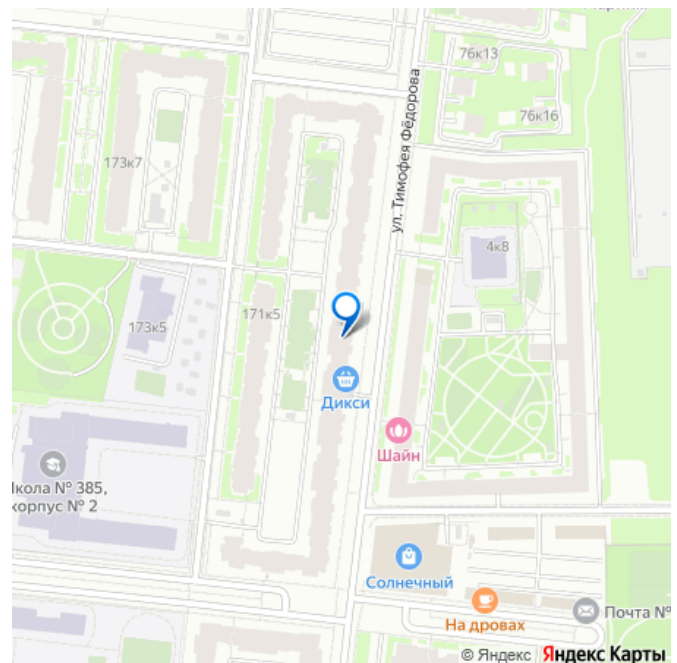 76к13
76к16
ул. Тимофея Фёдорова
173к7
4к8
171к5
173к5
Дикси
Шайн
Школа № 385,
корпус № 2
Солнечный
На дровах
Почта №
© Яндекс Яндекс Карты